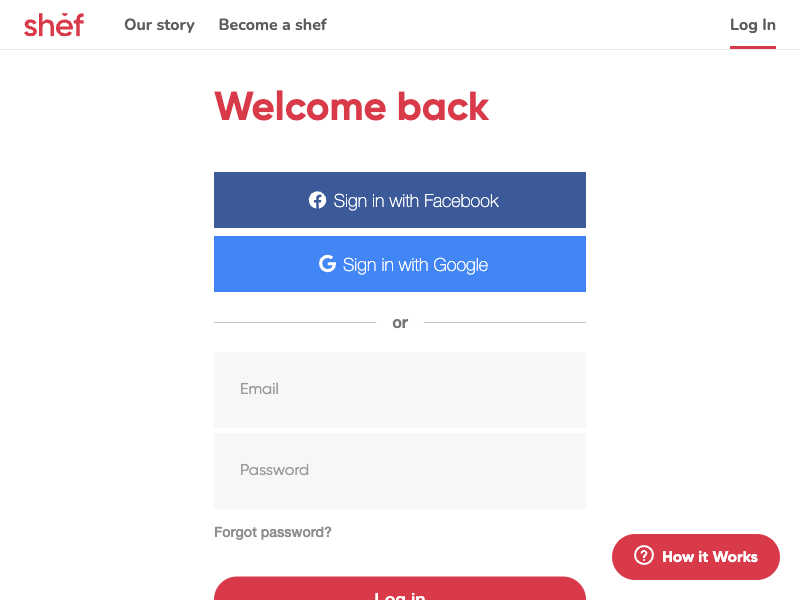 shef
Our story
Become a shef
Log In
Welcome back
Sign in with Facebook
Sign in with Google
or
Email
Password
Forgot password?
How it Works
Log in